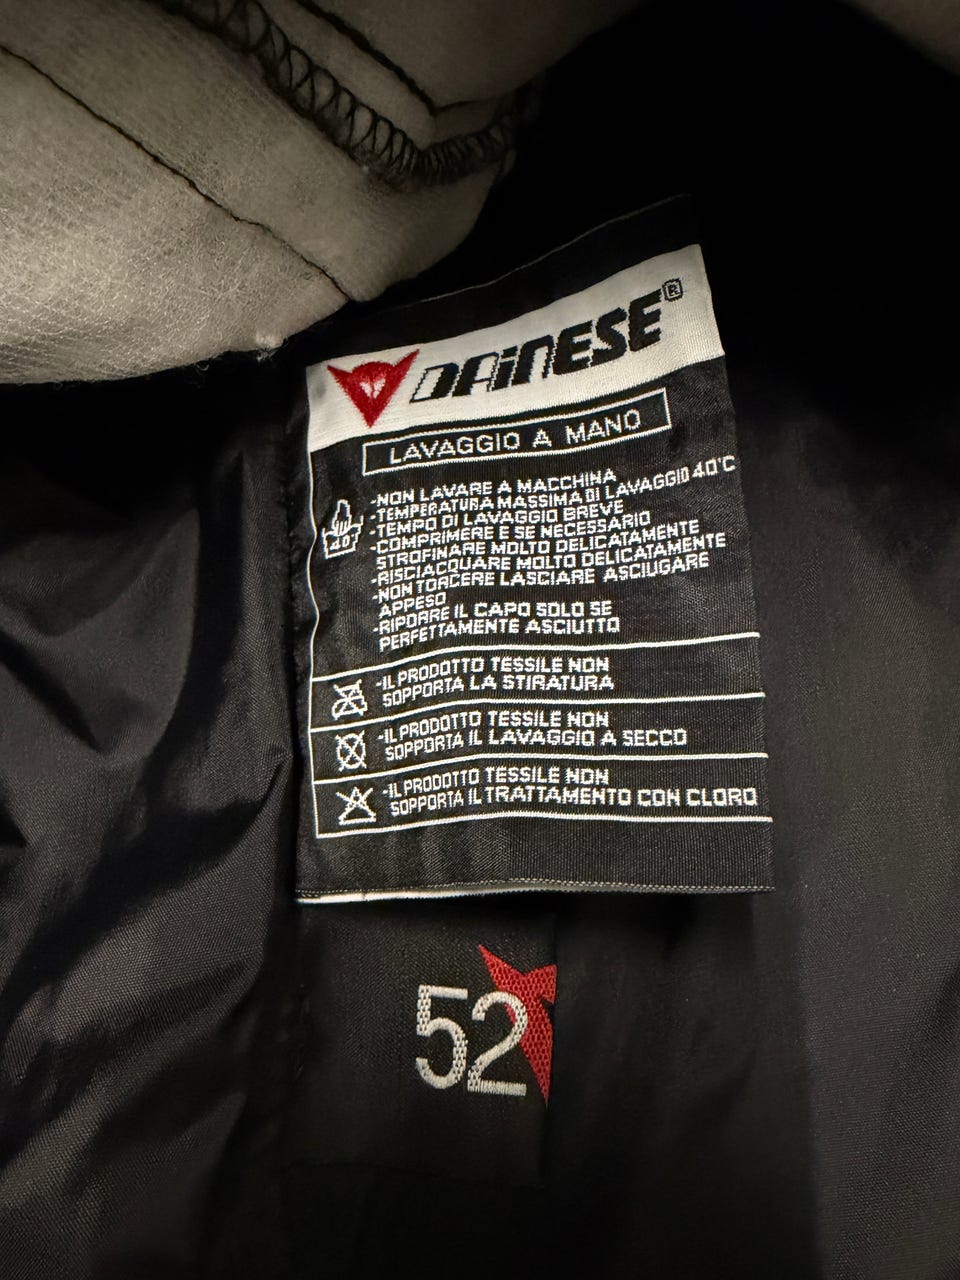 DAINESE®
LAVAGGIO A MANO
-NON LAVARE A MACCHINA
-TEMPERATURA MASSIMA DI LAVAGGIO 40°C
-TEMPO DI LAVAGGIO BREVE
-COMPRIMERE E SE NECESSARIO
STROFINARE MOLTO DELICATAMENTE
-RISCIACQUARE MOLTO DELICATAMENTE
-NON TORCERE LASCIARE ASCIUGARE
APPESO
-RIPORRE IL CAPO SOLO SE
PERFETTAMENTE ASCIUTTO
40
-IL PRODOTTO TESSILE NON
SOPPORTA LA STIRATURA
-IL PRODOTTO TESSILE NON
SOPPORTA IL LAVAGGIO A SECCO
-IL PRODOTTO TESSILE NON
SOPPORTA IL TRATTAMENTO CON CLORO
52